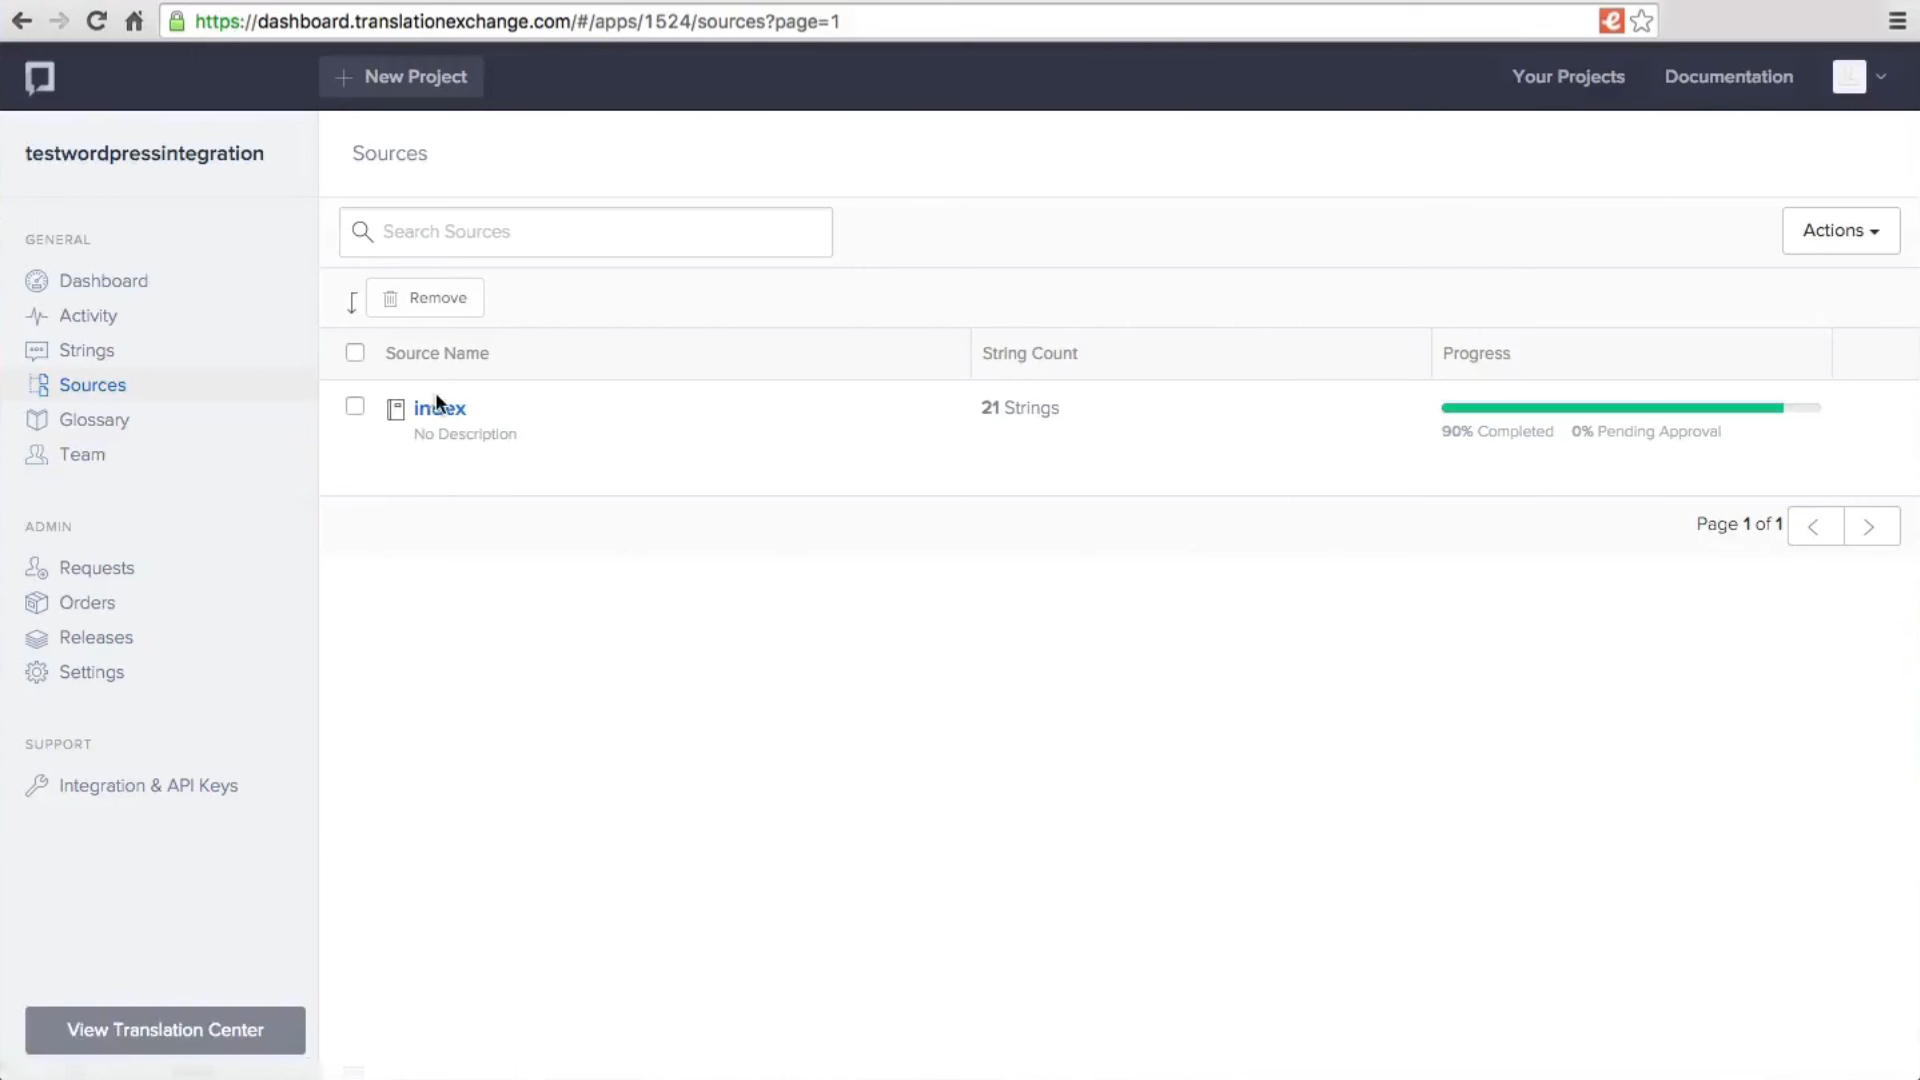 https://dashboard.translationexchange.com/#/apps/1524/sources?page=1
New Project
Your Projects
Documentation
testwordpressintegration
Sources
GENERAL
Dashboard
Activity
Strings
Sources
Glossary
Team
ADMIN
Requests
Orders
Releases
Settings
SUPPORT
Integration & API Keys
View Translation Center
Search Sources
Actions
Remove
Source Name
String Count
Progress
index
No Description
21 Strings
90% Completed 0% Pending Approval
Page 1 of 1